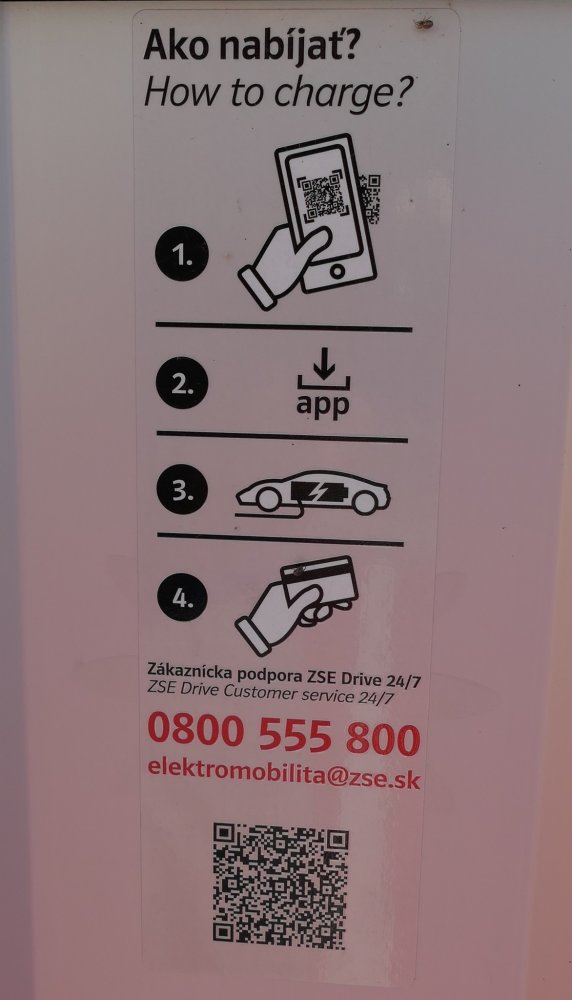 Ako nabíjať?
How to charge?
1.
2.
app
3.
4.
Zákaznícka podpora ZSE Drive 24/7
ZSE Drive Customer service 24/7
0800 555 800
elektromobilita@zse.sk